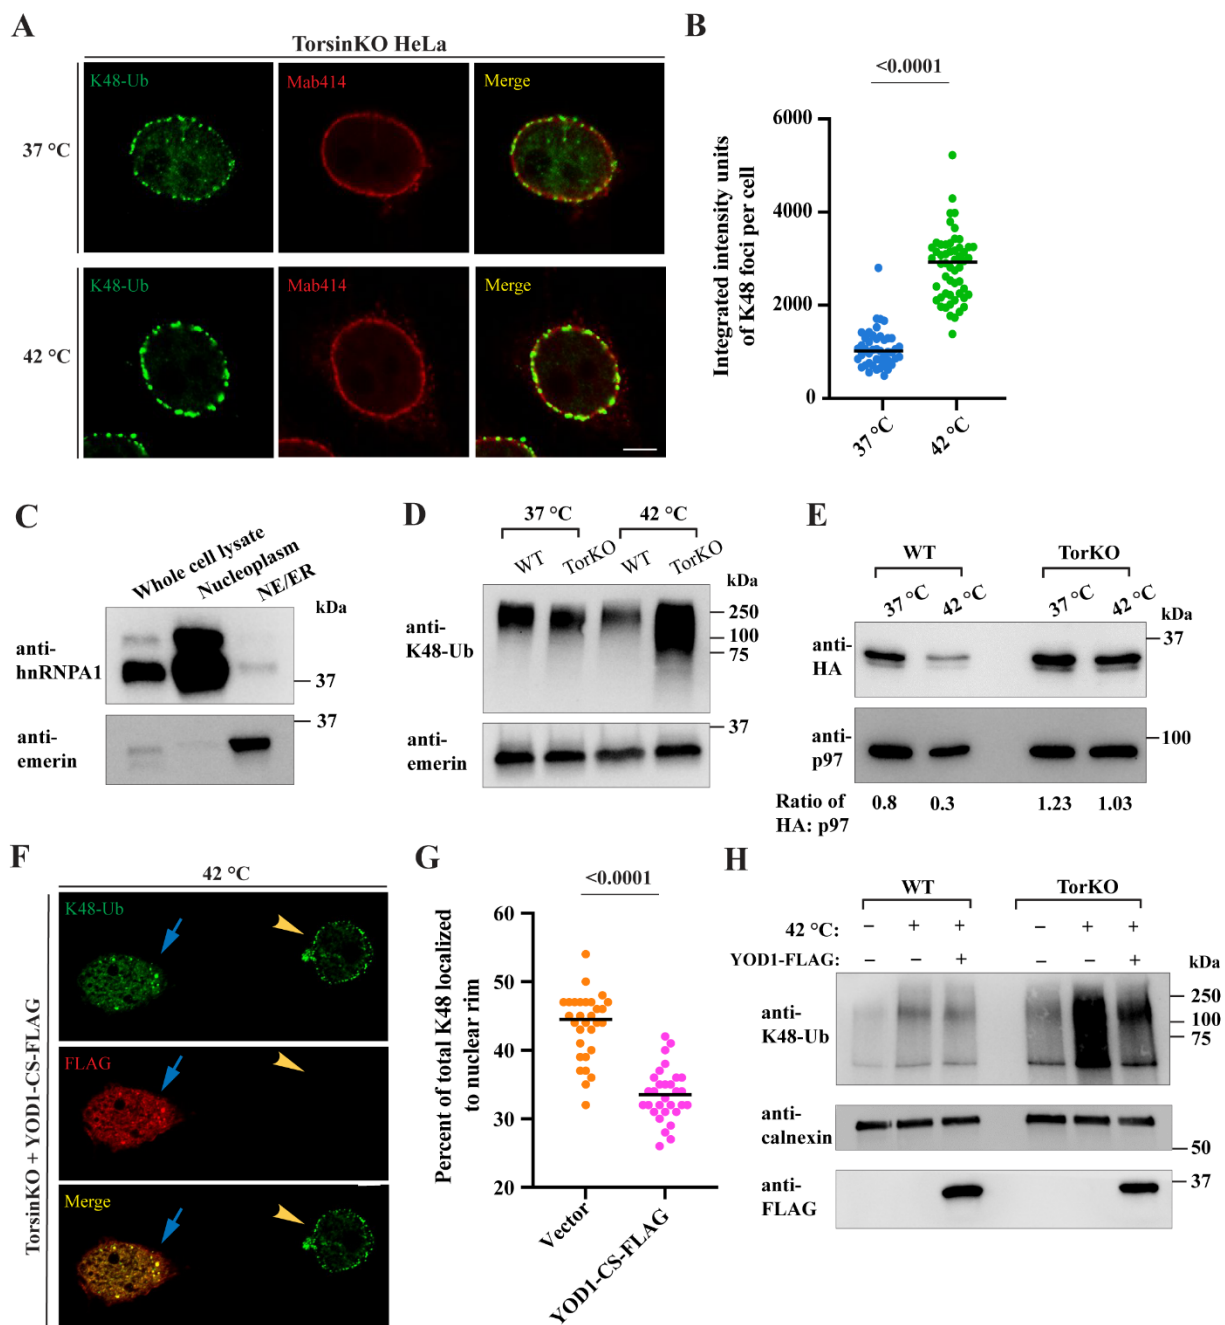 A
TorsinKO HeLa
K48-Ub
Mab414
Merge
37 °C
K48-Ub
Mab414
Merge
42 °C
B
<0.0001
Integrated intensity units
of K48 foci per cell
6000
4000
2000
0
37 °C
42 °C
C
Whole cell lysate
Nucleoplasm
NE/ER
kDa
anti-
hnRNPA1
37
37
anti-
emerin
D
37 °C
42 °C
WT
TorKO
WT
TorKO
kDa
anti-
K48-Ub
250
100
75
37
anti-
emerin
E
WT
TorKO
37 °C
42 °C
37 °C
42 °C
kDa
anti-
HA
37
anti-
p97
100
Ratio of
HA: p97
0.8
0.3
1.23
1.03
F
42 °C
TorsinKO + YOD1-CS-FLAG
K48-Ub
FLAG
Merge
G
<0.0001
Percent of total K48 localized
to nuclear rim
60
50
40
30
20
Vector
YOD1-CS-FLAG
H
WT
TorKO
42 °C: – + + – + +
YOD1-FLAG: – – + – – +
kDa
anti-
K48-Ub
250
100
75
anti-
calnexin
50
anti-
FLAG
37